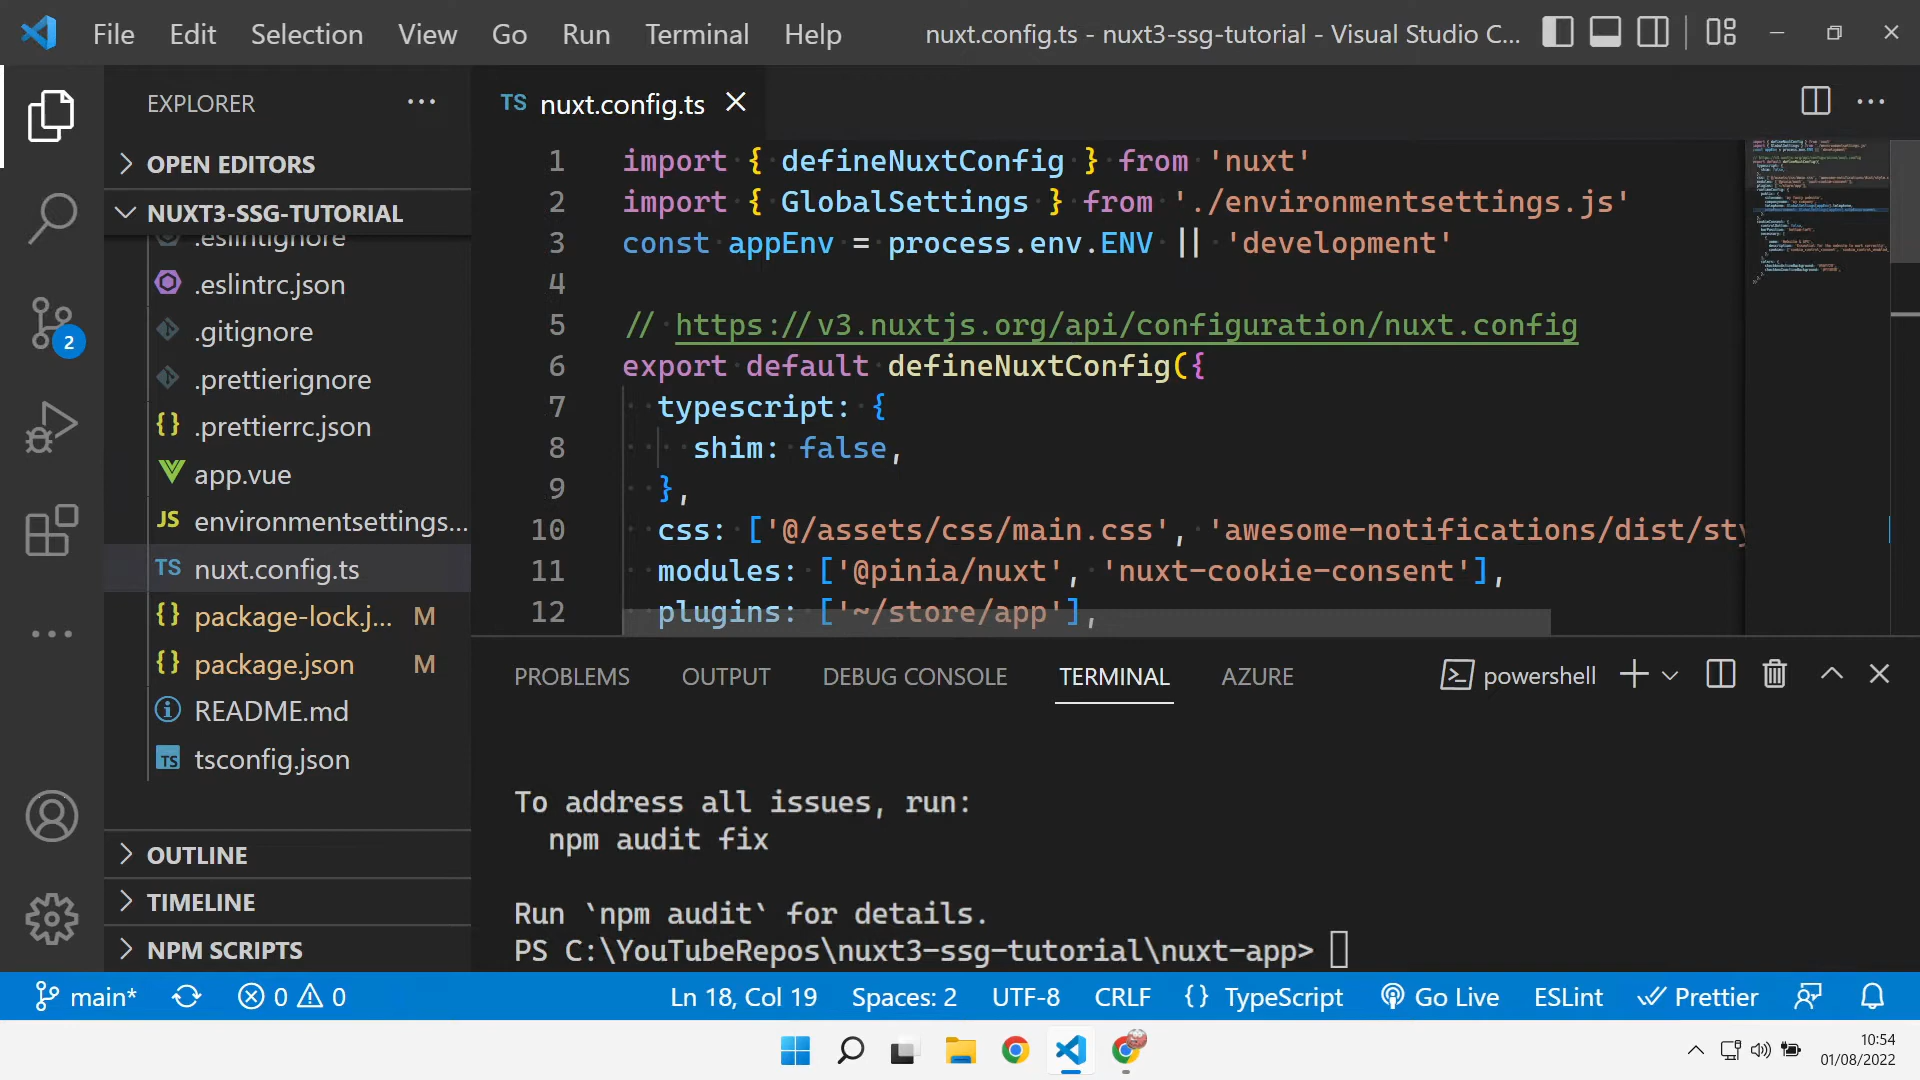 File Edit Selection View Go Run Terminal Help nuxt.config.ts - nuxt3-ssg-tutorial - Visual Studio C...
EXPLORER
OPEN EDITORS
NUXT3-SSG-TUTORIAL
.eslintignore
.eslintrc.json
.gitignore
.prettierignore
.prettierrc.json
app.vue
JS environmentsettings...
TS nuxt.config.ts
package-lock.j... M
package.json M
README.md
TS tsconfig.json
OUTLINE
TIMELINE
NPM SCRIPTS
2
TS nuxt.config.ts
1 import { defineNuxtConfig } from 'nuxt'
2 import { GlobalSettings } from './environmentsettings.js'
3 const appEnv = process.env.ENV || 'development'
4
5 // https://v3.nuxtjs.org/api/configuration/nuxt.config
6 export default defineNuxtConfig({
7 typescript: {
8 shim: false,
9 },
10 css: ['@/assets/css/main.css', 'awesome-notifications/dist/sty
11 modules: ['@pinia/nuxt', 'nuxt-cookie-consent'],
12 plugins: ['~/store/app'],
PROBLEMS OUTPUT DEBUG CONSOLE TERMINAL AZURE powershell
To address all issues, run:
npm audit fix
Run `npm audit` for details.
PS C:\YouTubeRepos\nuxt3-ssg-tutorial\nuxt-app>
main* 0 0 Ln 18, Col 19 Spaces: 2 UTF-8 CRLF {} TypeScript Go Live ESLint Prettier
10:54
01/08/2022